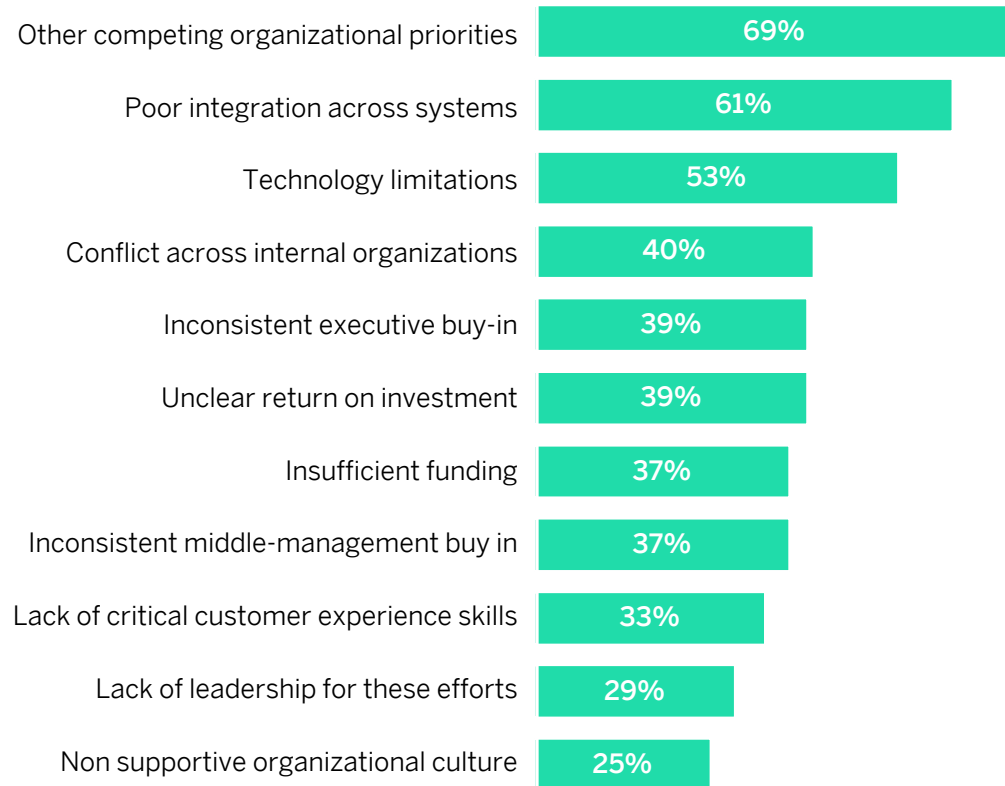 Other competing organizational priorities 69%
Poor integration across systems 61%
Technology limitations 53%
Conflict across internal organizations 40%
Inconsistent executive buy-in 39%
Unclear return on investment 39%
Insufficient funding 37%
Inconsistent middle-management buy in 37%
Lack of critical customer experience skills 33%
Lack of leadership for these efforts 29%
Non supportive organizational culture 25%